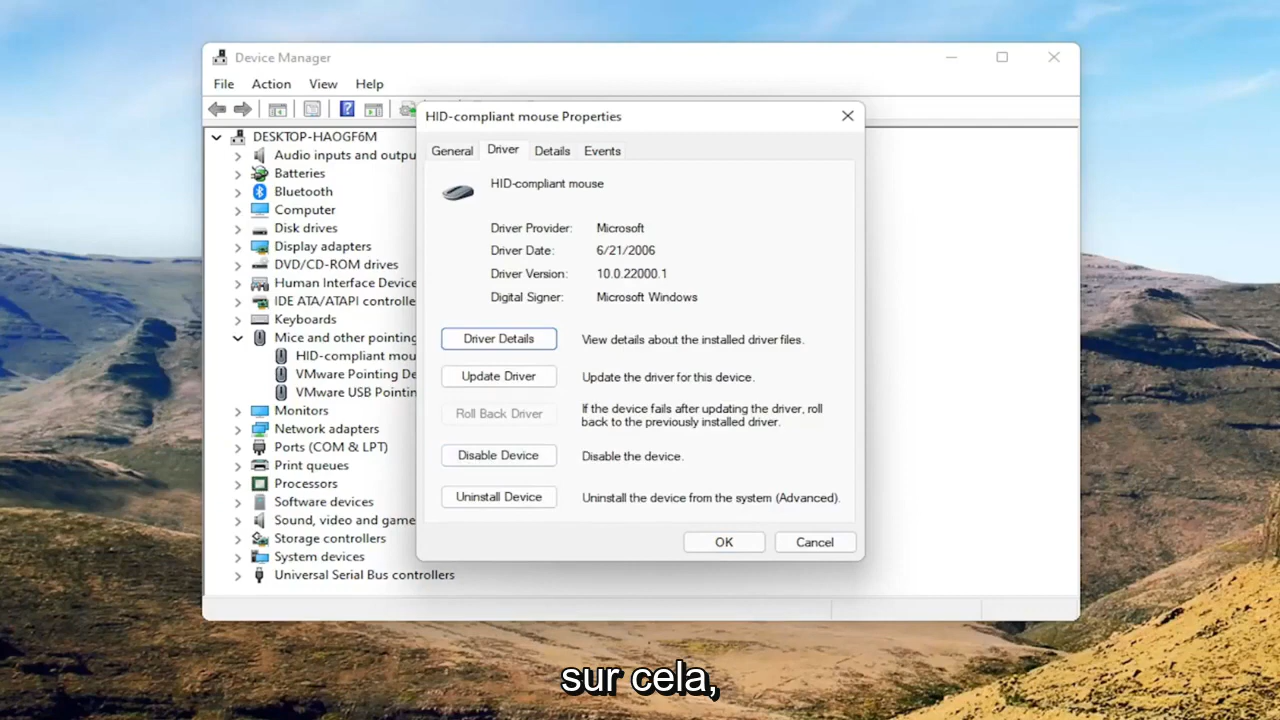 Device Manager
File Action View Help
DESKTOP-HAOGF6M
Audio inputs and outpu
Batteries
Bluetooth
Computer
Disk drives
Display adapters
DVD/CD-ROM drives
Human Interface Device
IDE ATA/ATAPI controlle
Keyboards
Mice and other pointing
HID-compliant mou
VMware Pointing De
VMware USB Pointin
Monitors
Network adapters
Ports (COM & LPT)
Print queues
Processors
Software devices
Sound, video and game
Storage controllers
System devices
Universal Serial Bus controllers
HID-compliant mouse Properties
General Driver Details Events
HID-compliant mouse
Driver Provider: Microsoft
Driver Date: 6/21/2006
Driver Version: 10.0.22000.1
Digital Signer: Microsoft Windows
Driver Details View details about the installed driver files.
Update Driver Update the driver for this device.
Roll Back Driver If the device fails after updating the driver, roll
back to the previously installed driver.
Disable Device Disable the device.
Uninstall Device Uninstall the device from the system (Advanced).
OK Cancel
sur cela,